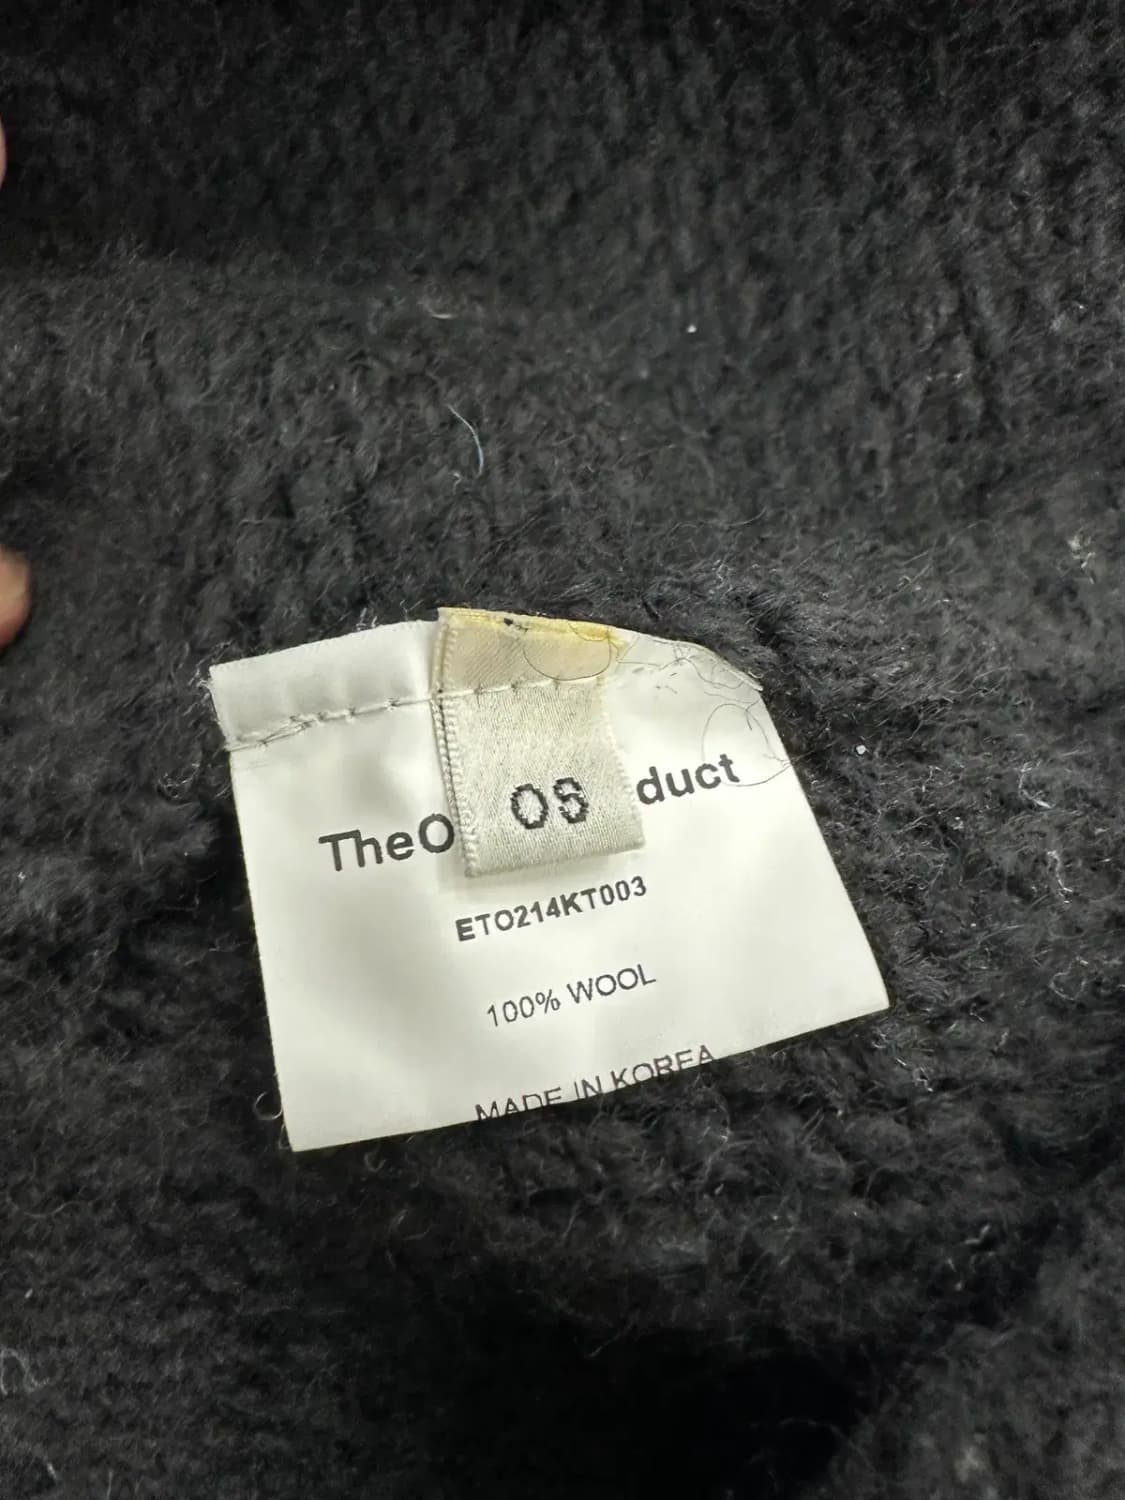 TheO OS duct
ETO214KT003
100% WOOL
MADE IN KOREA